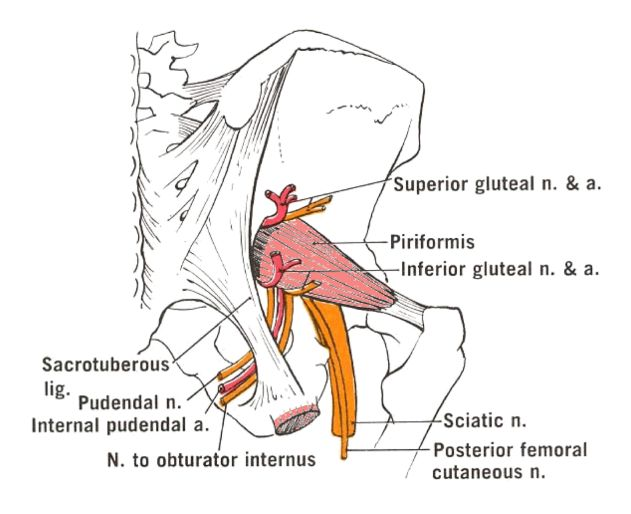 Superior gluteal n. & a.
Piriformis
Inferior gluteal n. & a.
Sacrotuberous
lig.
Pudendal n.
Internal pudendal a.
N. to obturator internus
Sciatic n.
Posterior femoral
cutaneous n.